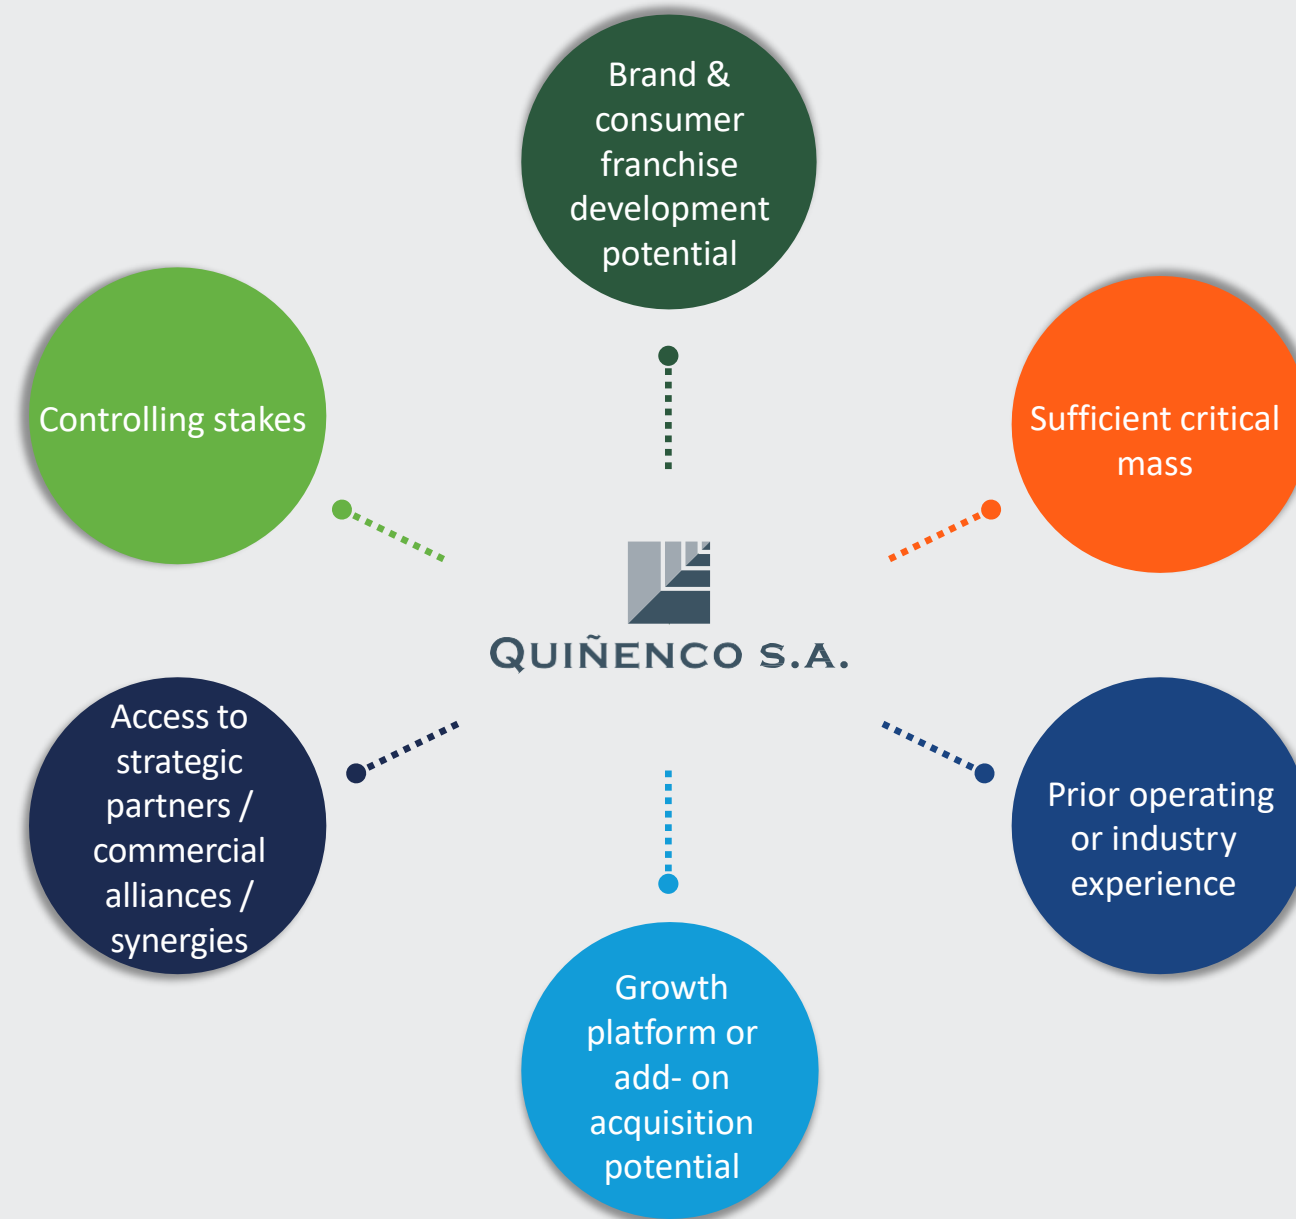 Brand &
consumer
franchise
development
potential
Controlling stakes
Sufficient critical
mass
QUIÑENCO S.A.
Access to
strategic
partners /
commercial
alliances /
synergies
Prior operating
or industry
experience
Growth
platform or
add- on
acquisition
potential